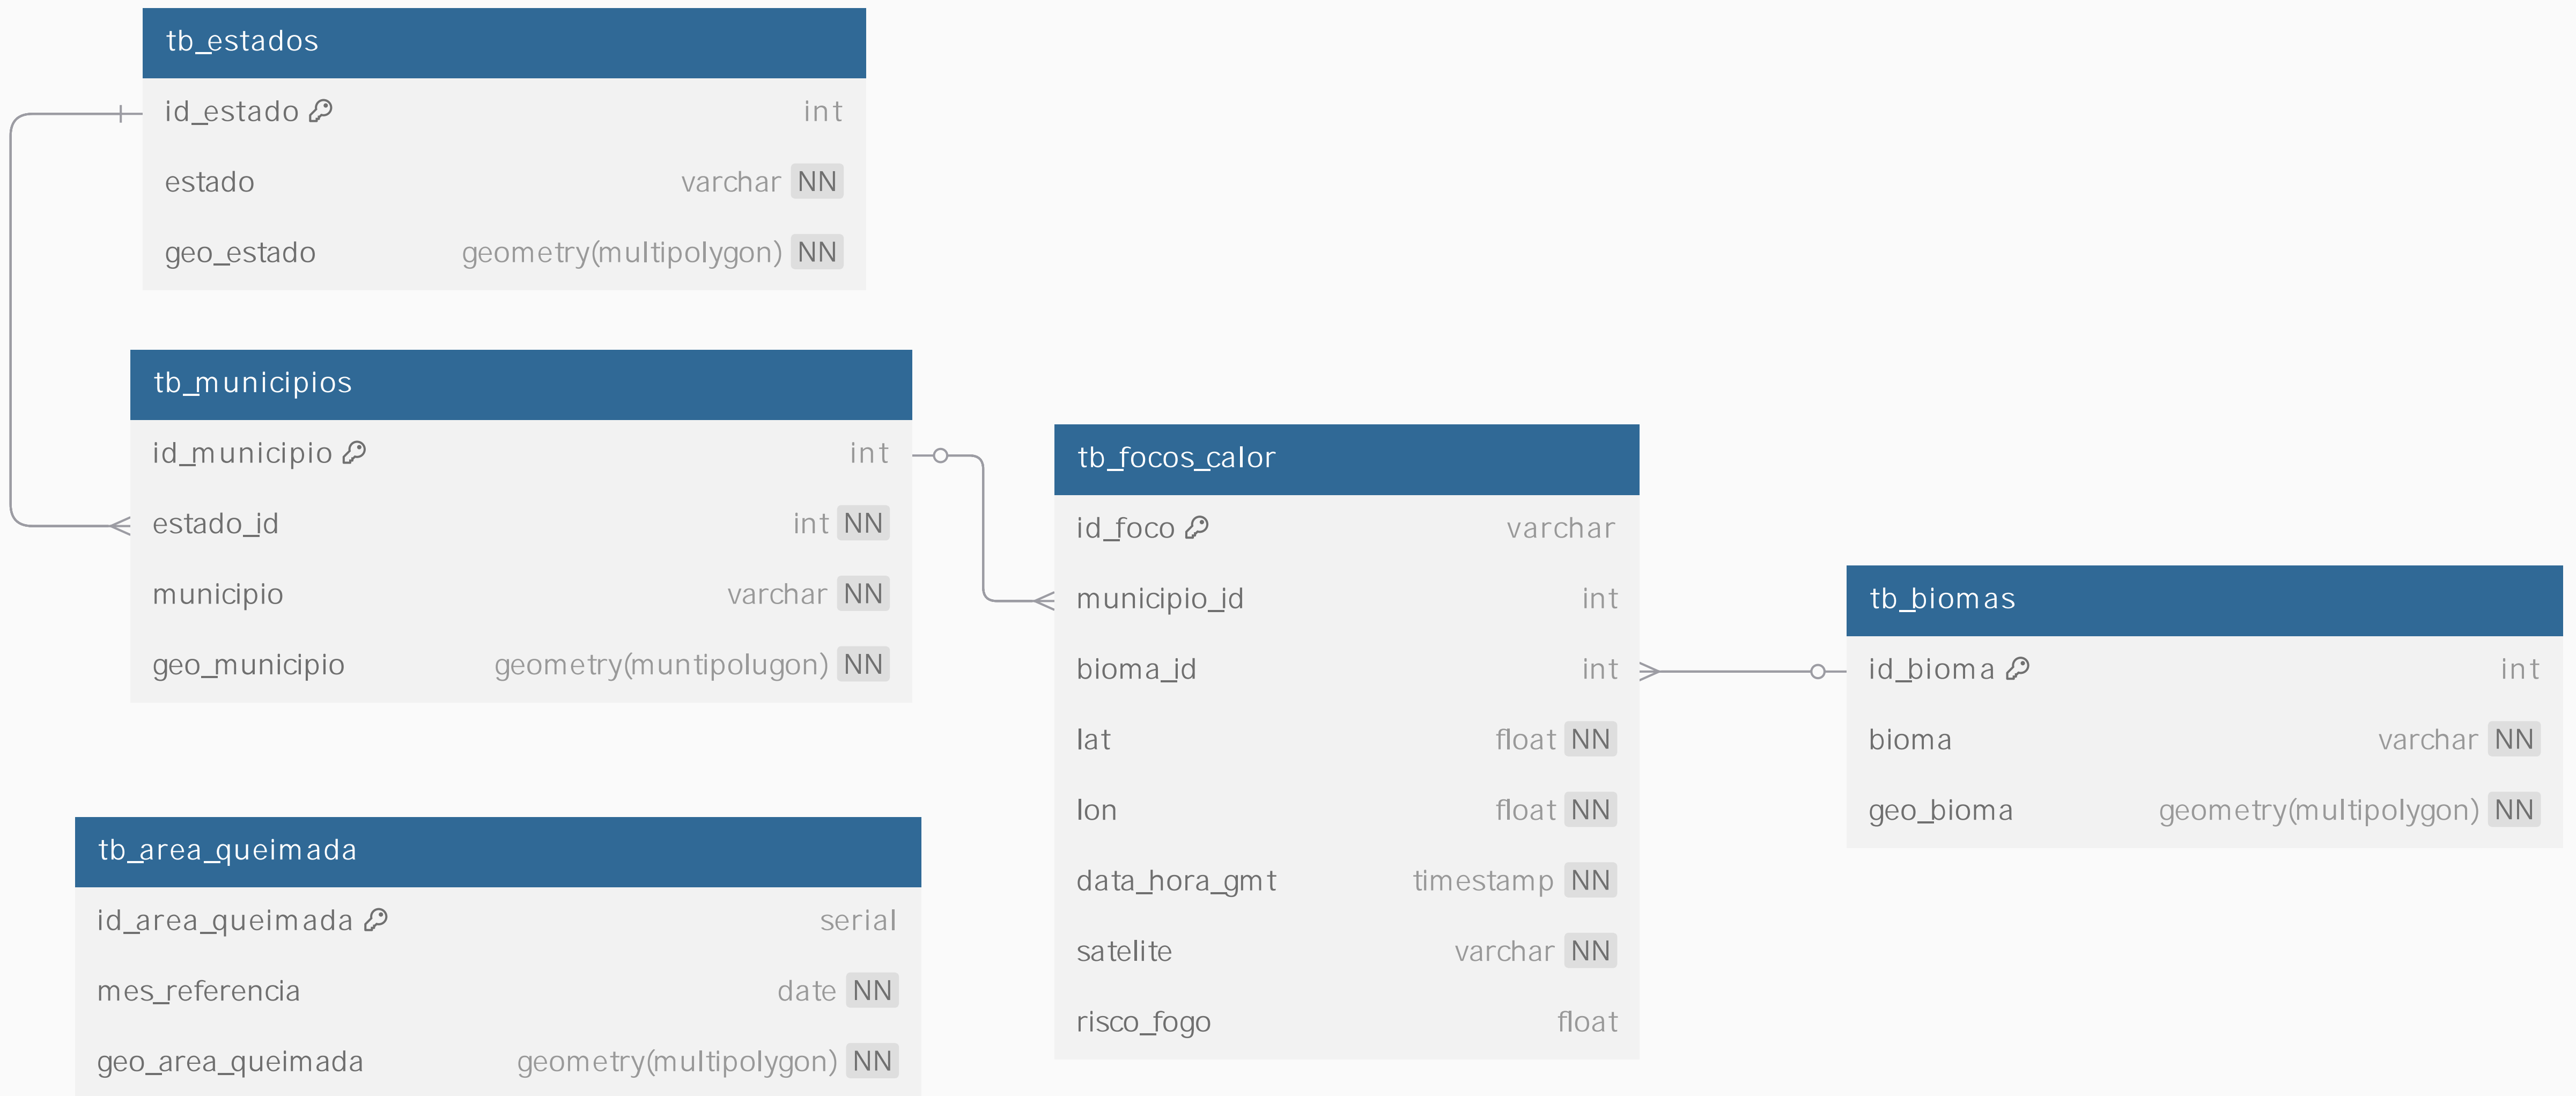 tb_estados
id_estado int
estado varchar NN
geo_estado geometry(multipolygon) NN
tb_municipios
id_municipio int
estado_id int NN
municipio varchar NN
geo_municipio geometry(muntipolugon) NN
tb_area_queimada
id_area_queimada serial
mes_referencia date NN
geo_area_queimada geometry(multipolygon) NN
tb_focos_calor
id_foco varchar
municipio_id int
bioma_id int
lat float NN
lon float NN
data_hora_gmt timestamp NN
satelite varchar NN
risco_fogo float
tb_biomas
id_bioma int
bioma varchar NN
geo_bioma geometry(multipolygon) NN